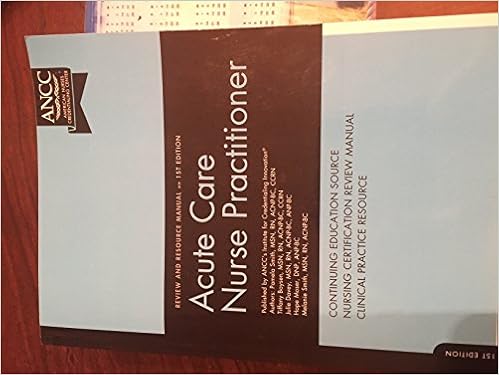 ANCC
AMERICAN NURSES
CREDENTIALING CENTER
REVIEW AND RESOURCE MANUAL 1ST EDITION
Acute Care
Nurse Practitioner
Published by ANCC's Institute for Credentialing Innovation®
Authors: Pamela Smith, MSN, RN, ACNP-BC, CCRN
Tiffany Boysen, MSN, RN, ACNP-BC, CCRN
Julie Davey, MSN, RN, ACNP-BC, ANP-BC
Hope Moser, DNP, ANP-BC
Melanie Smith, MSN, RN, ACNP-BC
CONTINUING EDUCATION SOURCE
NURSING CERTIFICATION REVIEW MANUAL
CLINICAL PRACTICE RESOURCE
1ST EDITION